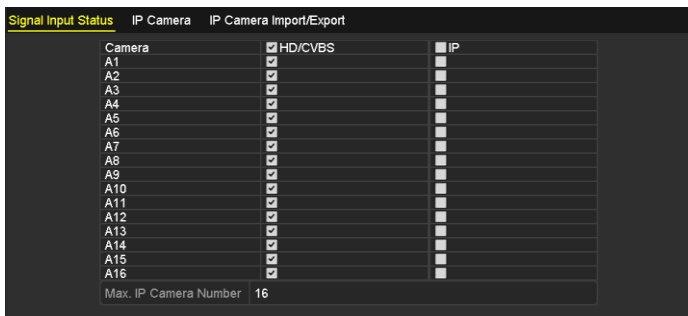 Signal Input Status IP Camera IP Camera Import/Export
Camera HD/CVBS IP
A1
A2
A3
A4
A5
A6
A7
A8
A9
A10
A11
A12
A13
A14
A15
A16
Max. IP Camera Number 16